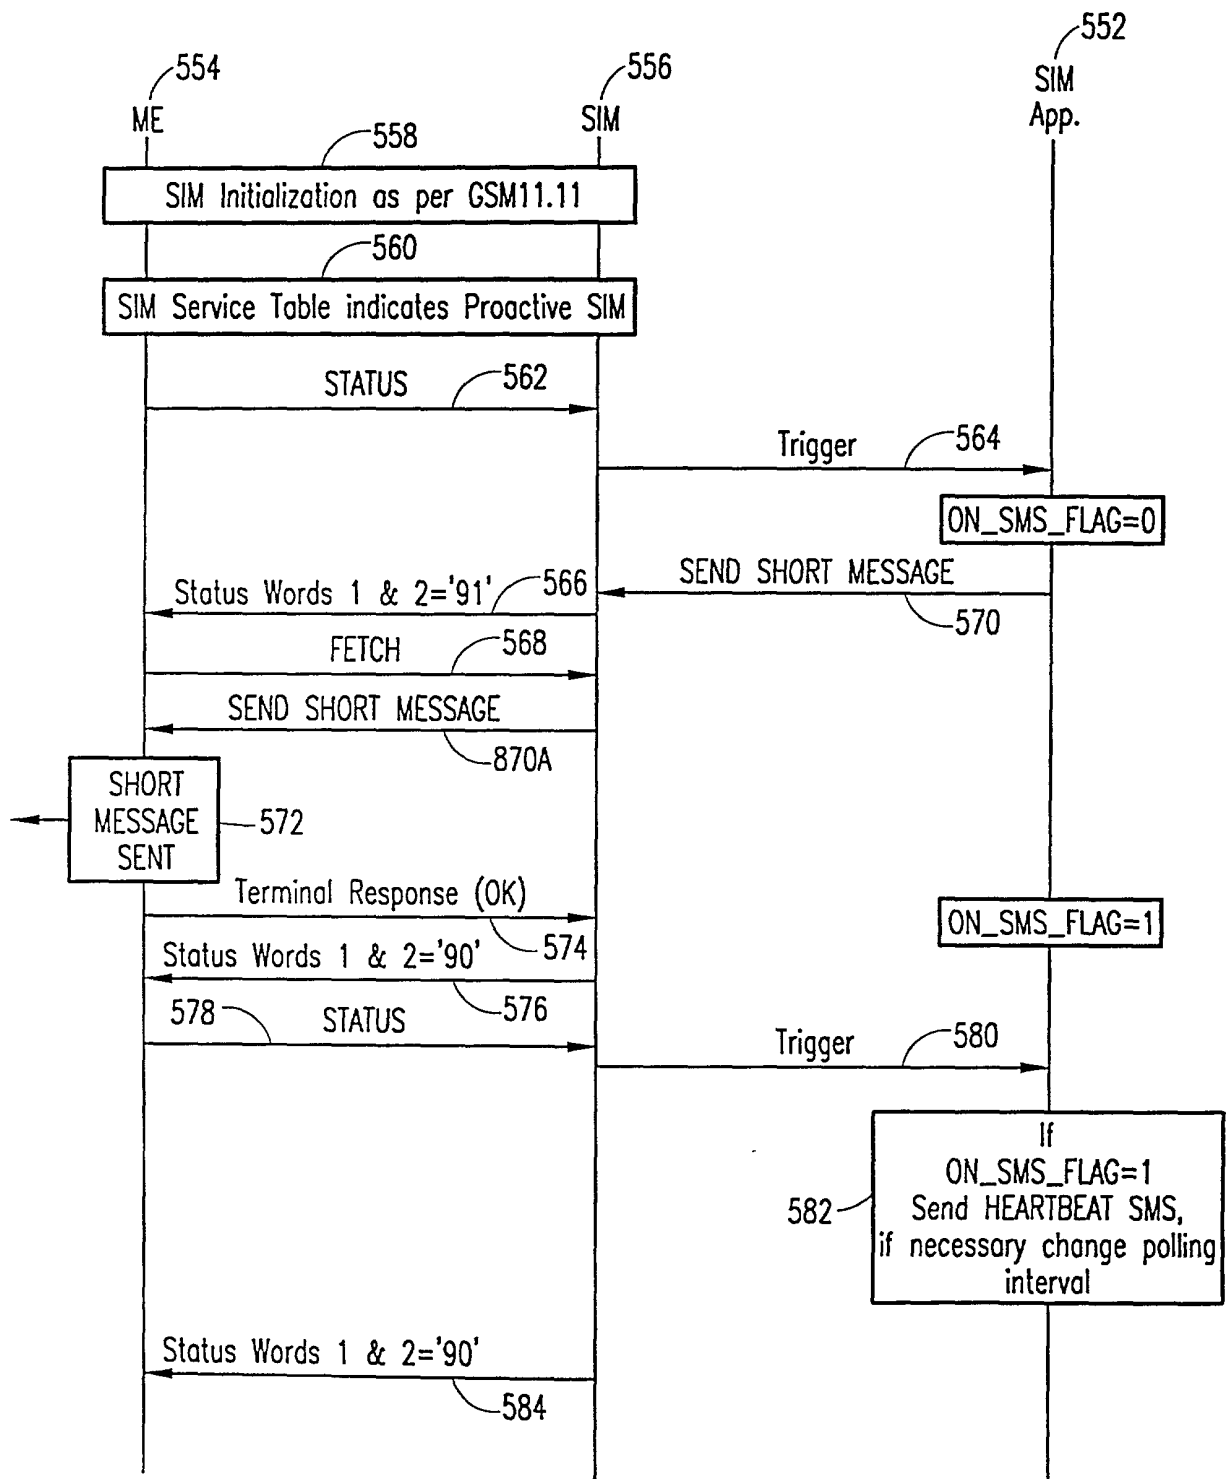 552
SIM
App.
554
ME
556
SIM
558
SIM Initialization as per GSM11.11
560
SIM Service Table indicates Proactive SIM
STATUS
562
Trigger
564
ON_SMS_FLAG=0
SEND SHORT MESSAGE
570
Status Words 1 & 2='91'
566
FETCH
568
SEND SHORT MESSAGE
870A
SHORT
MESSAGE
SENT
572
Terminal Response (OK)
574
ON_SMS_FLAG=1
Status Words 1 & 2='90'
576
578
STATUS
Trigger
580
If
ON_SMS_FLAG=1
Send HEARTBEAT SMS,
if necessary change polling
interval
582
Status Words 1 & 2='90'
584